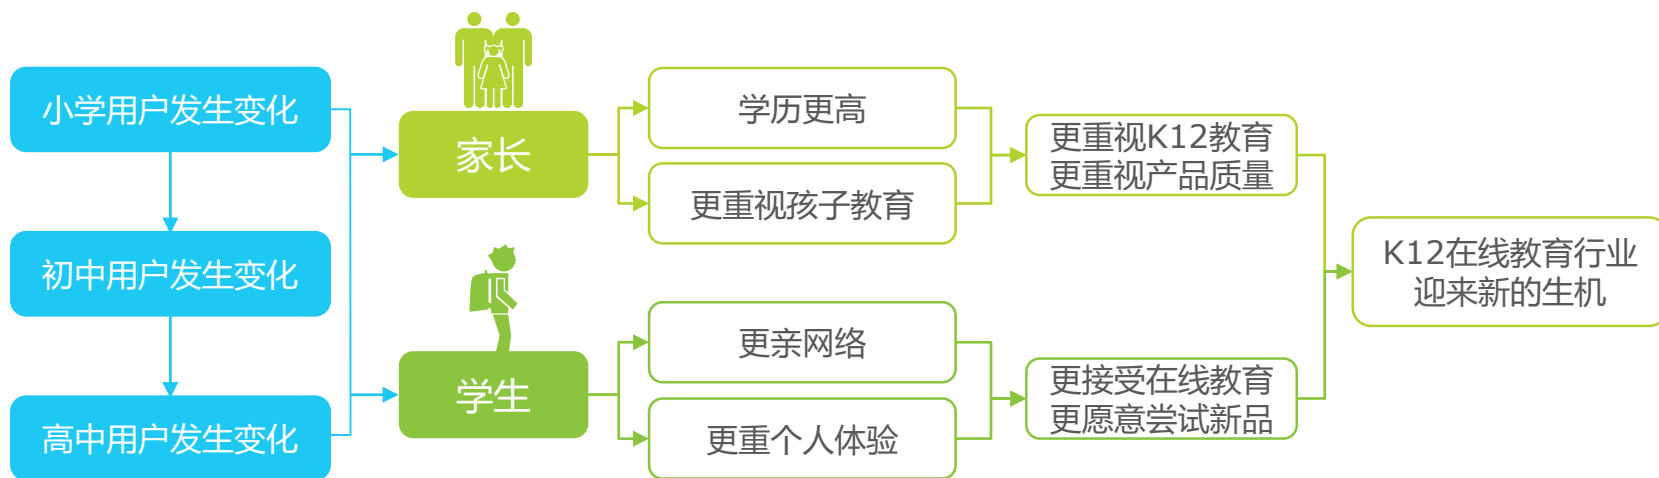 小学用户发生变化
初中用户发生变化
高中用户发生变化
家长
学生
学历更高
更重视孩子教育
更亲网络
更重个人体验
更重视K12教育
更重视产品质量
更接受在线教育
更愿意尝试新品
K12在线教育行业
迎来新的生机